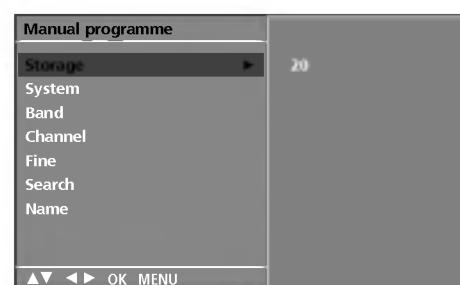 Manual programme
Storage ▶ 20
System
Band
Channel
Fine
Search
Name
▲▼ ◀▶ OK MENU